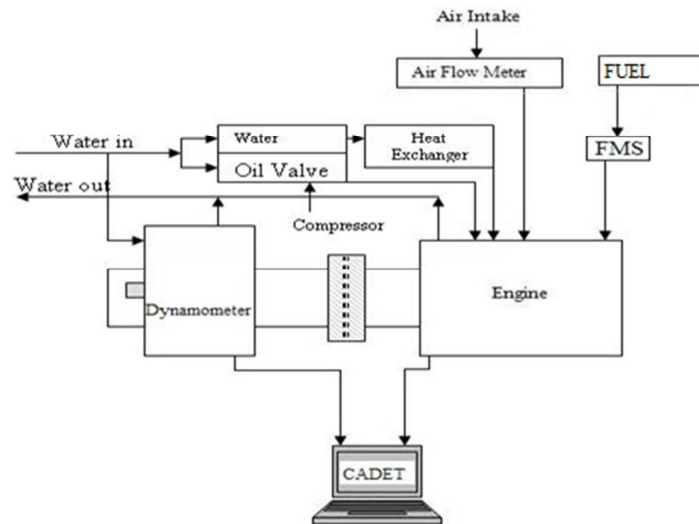 Air Intake
Air Flow Meter
FUEL
Water in
Water
Heat
Exchanger
FMS
Oil Valve
Water out
Compressor
Engine
Dynamometer
CADET